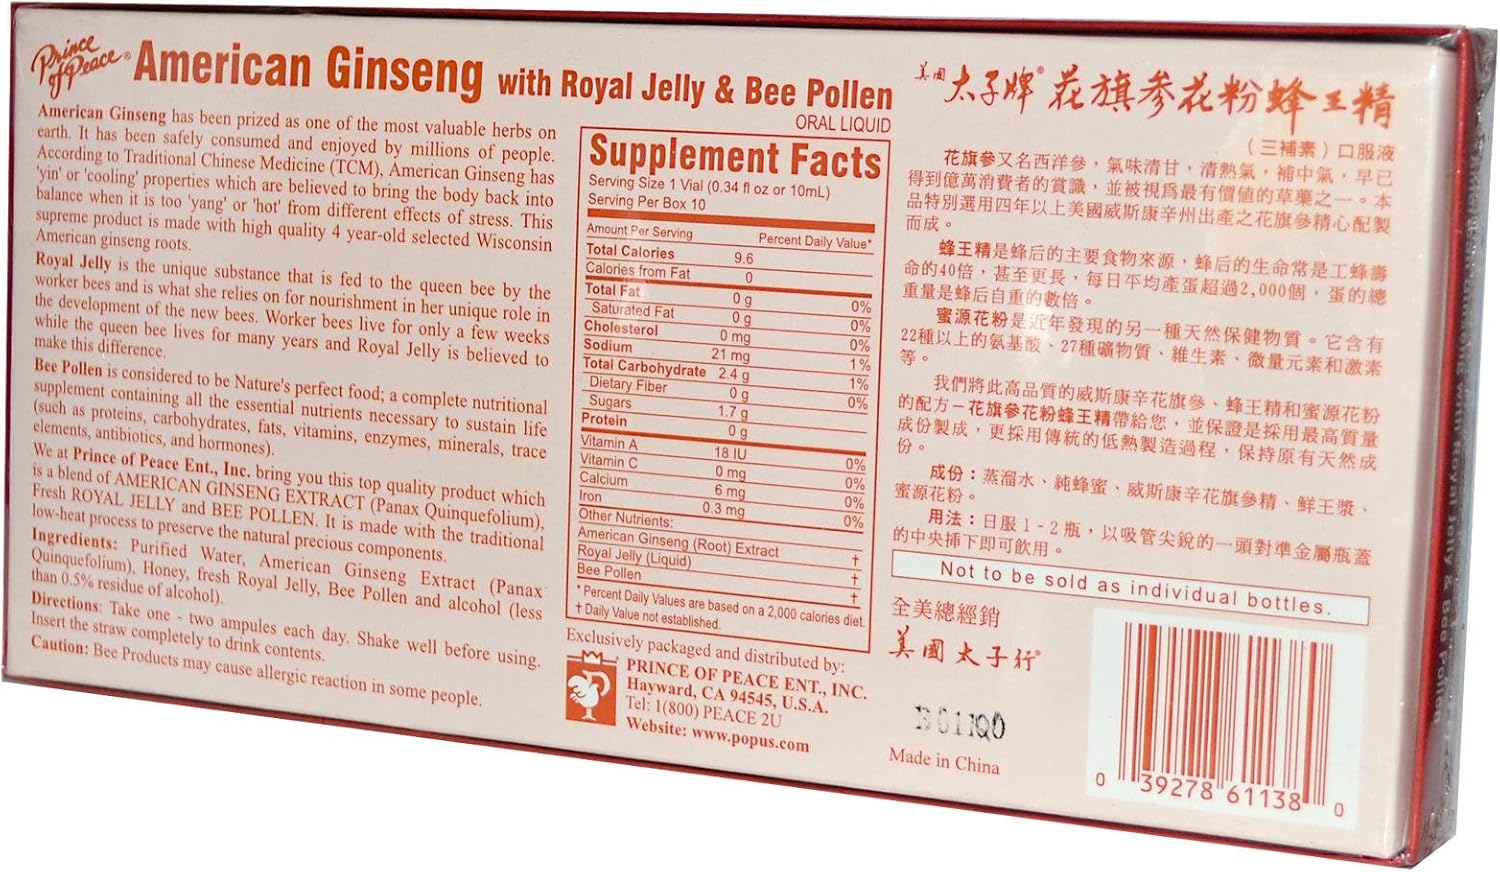 Prince of Peace®
American Ginseng with Royal Jelly & Bee Pollen
ORAL LIQUID
American Ginseng has been prized as one of the most valuable herbs on
earth. It has been safely consumed and enjoyed by millions of people.
According to Traditional Chinese Medicine (TCM), American Ginseng has
'yin' or 'cooling' properties which are believed to bring the body back into
balance when it is too 'yang' or 'hot' from different effects of stress. This
supreme product is made with high quality 4 year-old selected Wisconsin
American ginseng roots.
Royal Jelly is the unique substance that is fed to the queen bee by the
worker bees and is what she relies on for nourishment in her unique role in
the development of the new bees. Worker bees live for only a few weeks
while the queen bee lives for many years and Royal Jelly is believed to
make this difference.
Bee Pollen is considered to be Nature's perfect food; a complete nutritional
supplement containing all the essential nutrients necessary to sustain life
(such as proteins, carbohydrates, fats, vitamins, enzymes, minerals, trace
elements, antibiotics, and hormones).
We at Prince of Peace Ent., Inc. bring you this top quality product which
is a blend of AMERICAN GINSENG EXTRACT (Panax Quinquefolium),
Fresh ROYAL JELLY and BEE POLLEN. It is made with the traditional
low-heat process to preserve the natural precious components.
Ingredients: Purified Water, American Ginseng Extract (Panax
Quinquefolium), Honey, fresh Royal Jelly, Bee Pollen and alcohol (less
than 0.5% residue of alcohol).
Directions: Take one - two ampules each day. Shake well before using.
Insert the straw completely to drink contents.
Caution: Bee Products may cause allergic reaction in some people.
Supplement Facts
Serving Size 1 Vial (0.34 fl oz or 10mL)
Serving Per Box 10
Amount Per Serving Percent Daily Value*
Total Calories 9.6
Calories from Fat 0
Total Fat 0 g 0%
Saturated Fat 0 g 0%
Cholesterol 0 mg 0%
Sodium 21 mg 1%
Total Carbohydrate 2.4 g 1%
Dietary Fiber 0 g 0%
Sugars 1.7 g
Protein 0 g
Vitamin A 18 IU 0%
Vitamin C 0 mg 0%
Calcium 6 mg 0%
Iron 0.3 mg 0%
Other Nutrients:
American Ginseng (Root) Extract †
Royal Jelly (Liquid) †
Bee Pollen †
* Percent Daily Values are based on a 2,000 calories diet.
† Daily Value not established.
Exclusively packaged and distributed by:
PRINCE OF PEACE ENT., INC.
Hayward, CA 94545, U.S.A.
Tel: 1(800) PEACE 2U
Website: www.popus.com
美國太子牌® 花旗參花粉蜂王精
（三補素）口服液
花旗參又名西洋參，氣味清甘，清熱氣，補中氣，早已
得到億萬消費者的賞識，並被視爲最有價值的草藥之一。本
品特別選用四年以上美國威斯康辛州出產之花旗參精心配製
而成。
蜂王精是蜂后的主要食物來源，蜂后的生命常是工蜂壽
命的40倍，甚至更長，每日平均產蛋超過2,000個，蛋的總
重量是蜂后自重的數倍。
蜜源花粉是近年發現的另一種天然保健物質。它含有
22種以上的氨基酸、27種礦物質、維生素、微量元素和激素
等。
我們將此高品質的威斯康辛花旗參、蜂王精和蜜源花粉
的配方－花旗參花粉蜂王精帶給您，並保證是採用最高質量
成份製成，更採用傳統的低熱製造過程，保持原有天然成
份。
成份：蒸溜水、純蜂蜜、威斯康辛花旗參精、鮮王漿、
蜜源花粉。
用法：日服1-2瓶，以吸管尖銳的一頭對準金屬瓶蓋
的中央插下即可飲用。
Not to be sold as individual bottles.
全美總經銷
美國太子行®
Made in China
0 39278 61138 0
with Royal Jelly & Bee Pollen